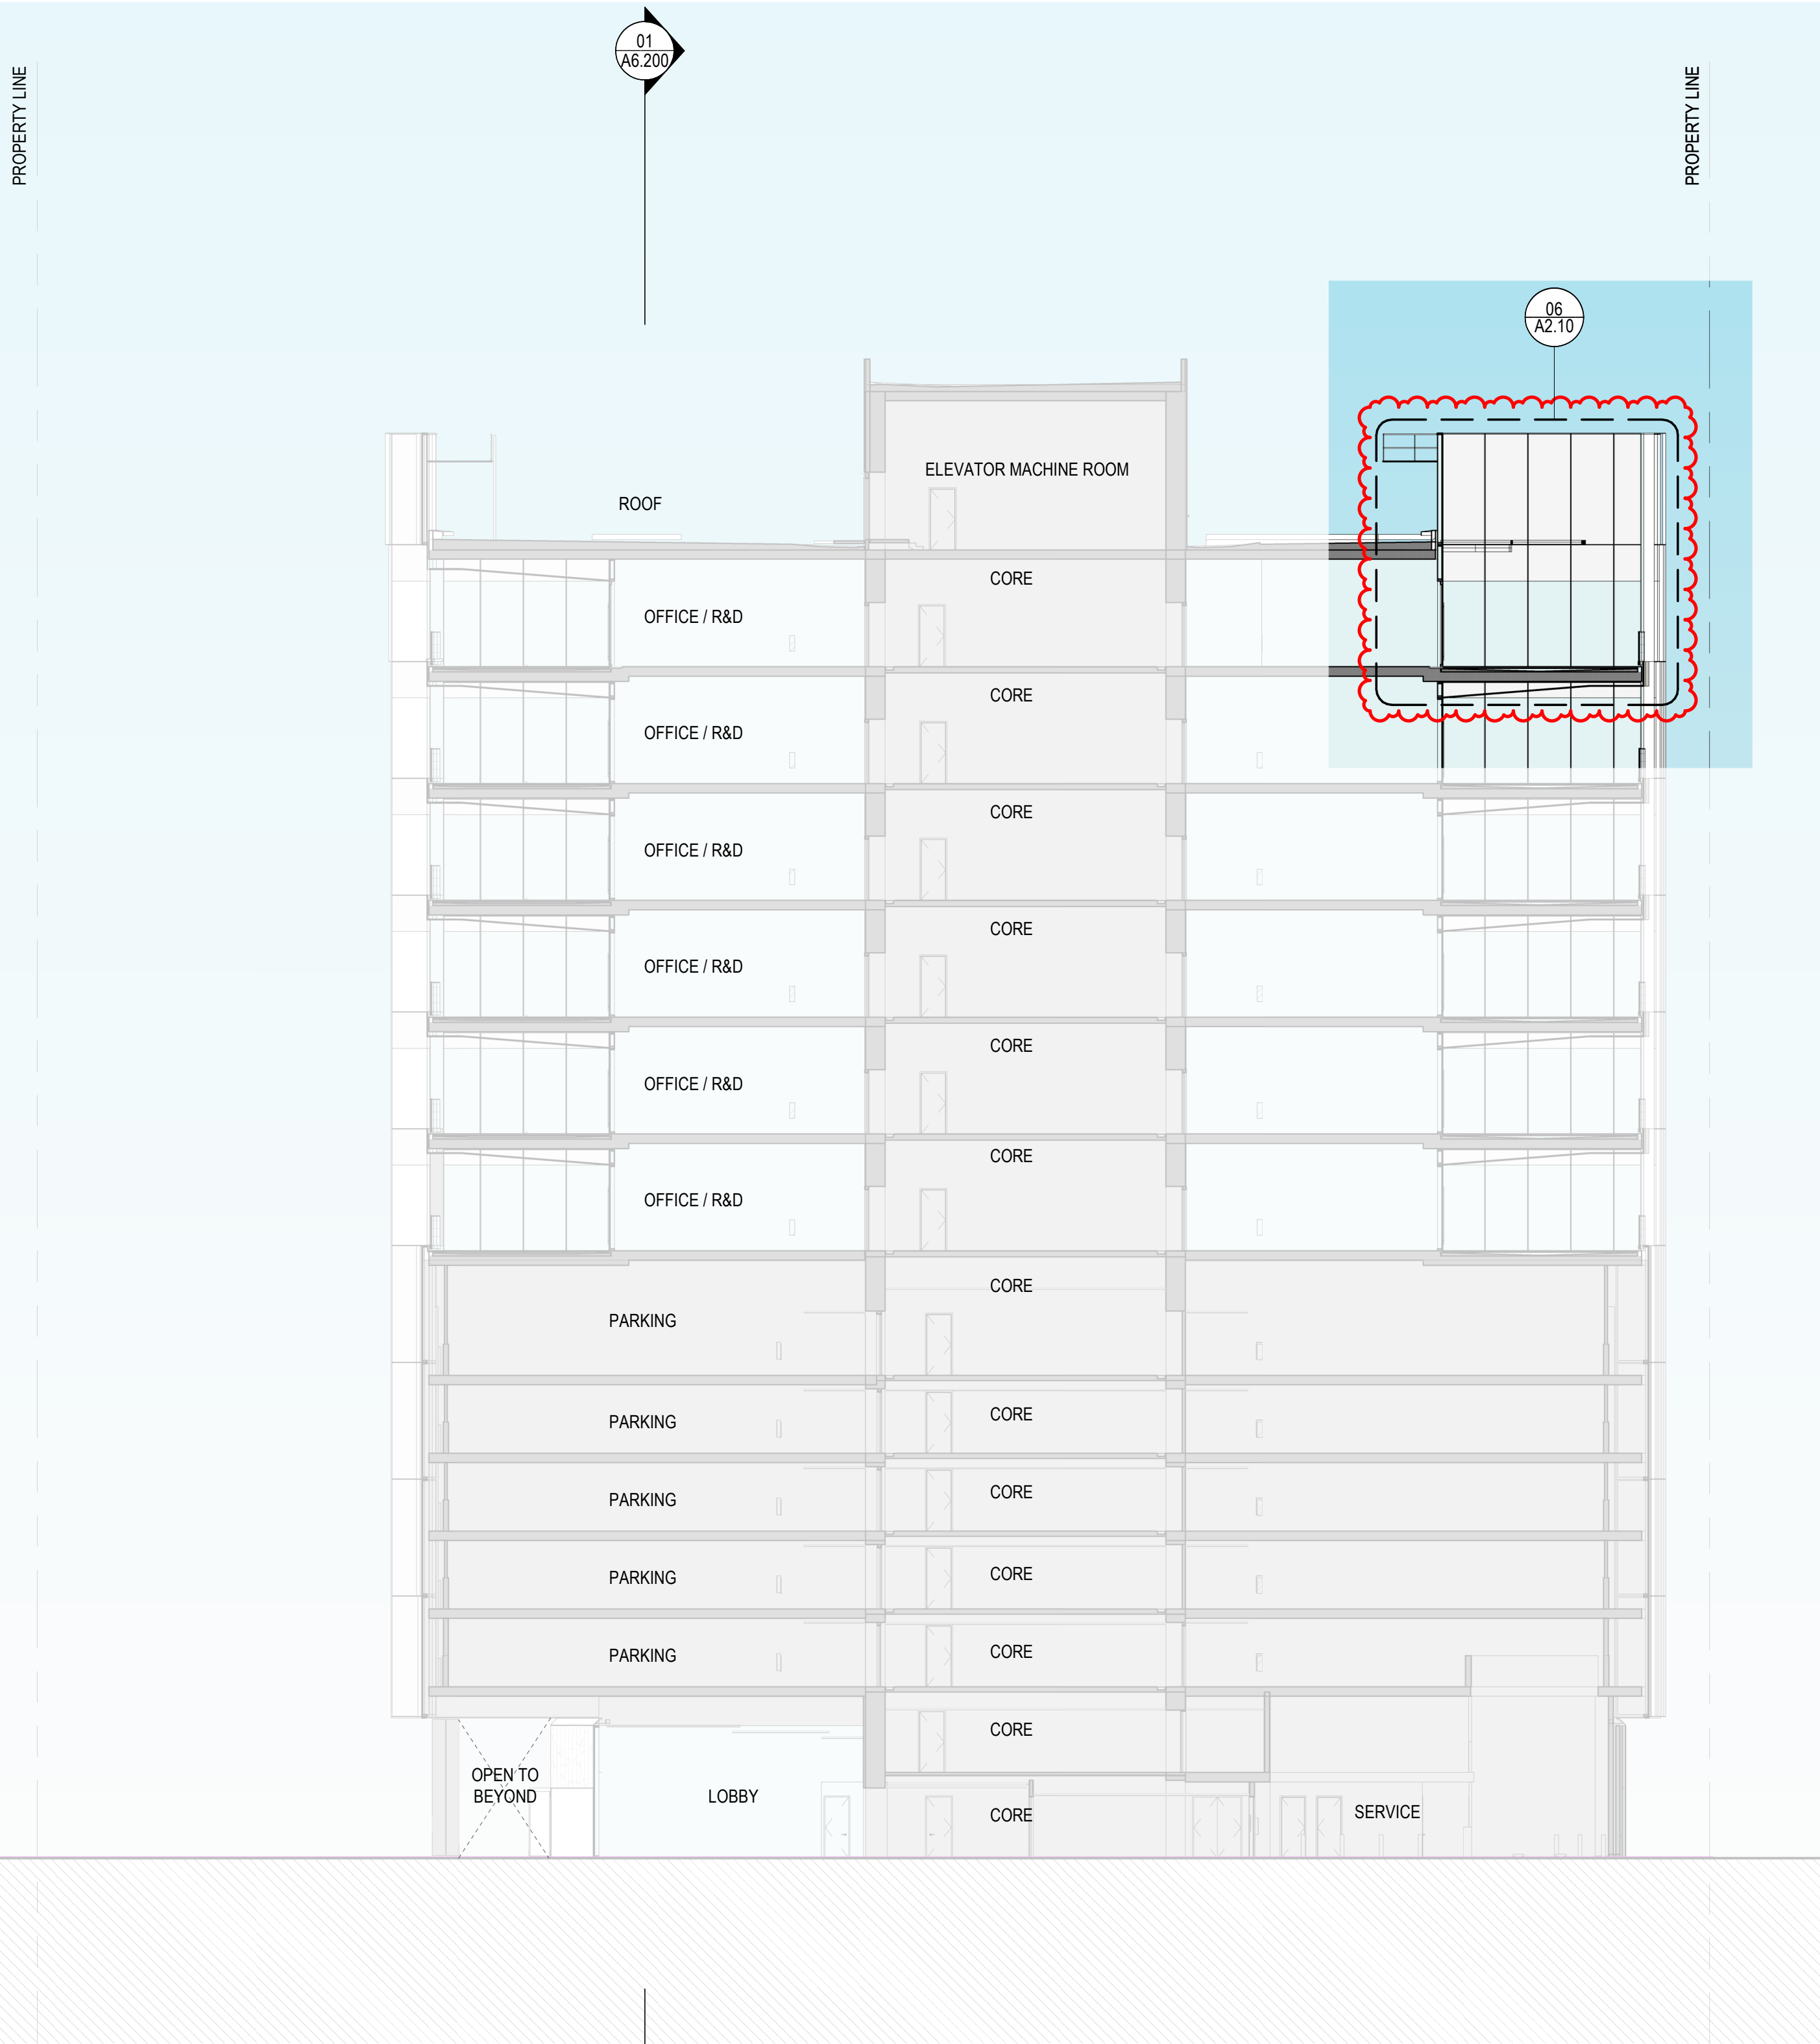 01
A6.200
PROPERTY LINE
PROPERTY LINE
06
A2.10
ELEVATOR MACHINE ROOM
ROOF
CORE
OFFICE / R&D
CORE
OFFICE / R&D
CORE
OFFICE / R&D
CORE
OFFICE / R&D
CORE
OFFICE / R&D
CORE
OFFICE / R&D
CORE
PARKING
CORE
PARKING
CORE
PARKING
CORE
PARKING
CORE
PARKING
CORE
OPEN TO
BEYOND
LOBBY
CORE
SERVICE